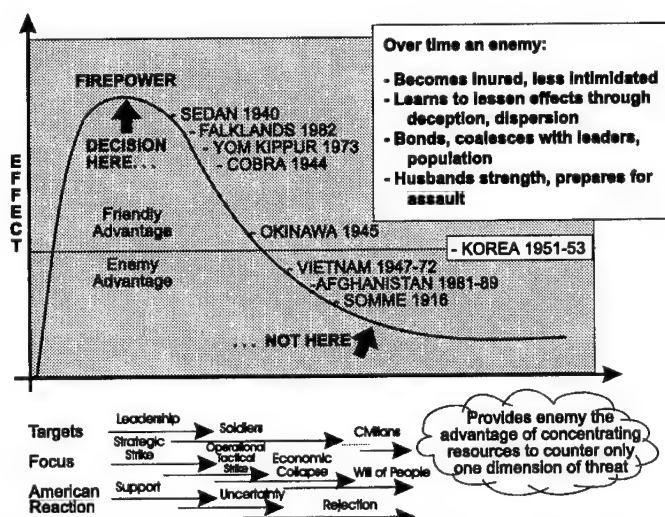 FIREPOWER
DECISION
HERE...
- SEDAN 1940
- FALKLANDS 1982
- YOM KIPPUR 1973
- COBRA 1944
EFFECT
Friendly
Advantage
Enemy
Advantage
- OKINAWA 1945
- KOREA 1951-53
- VIETNAM 1947-72
-AFGHANISTAN 1981-89
- SOMME 1916
... NOT HERE
Over time an enemy:
- Becomes inured, less intimidated
- Learns to lessen effects through
deception, dispersion
- Bonds, coalesces with leaders,
population
- Husbands strength, prepares for
assault
Targets
Leadership
Soldiers
Civilians
Focus
Strategic
Strike
Operational
Tactical
Strike
Economic
Collapse
Will of People
American
Reaction
Support
Uncertainty
Rejection
Provides enemy the
advantage of concentrating
resources to counter only
one dimension of threat